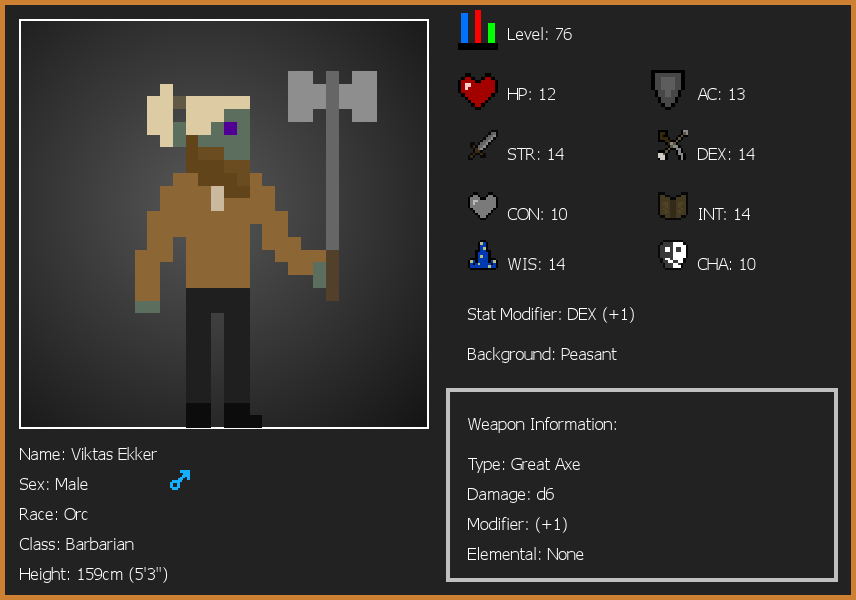 Level: 76
HP: 12
AC: 13
STR: 14
DEX: 14
CON: 10
INT: 14
WIS: 14
CHA: 10
Stat Modifier: DEX (+1)
Background: Peasant
Weapon Information:
Type: Great Axe
Damage: d6
Modifier: (+1)
Elemental: None
Name: Viktas Ekker
Sex: Male
Race: Orc
Class: Barbarian
Height: 159cm (5'3")